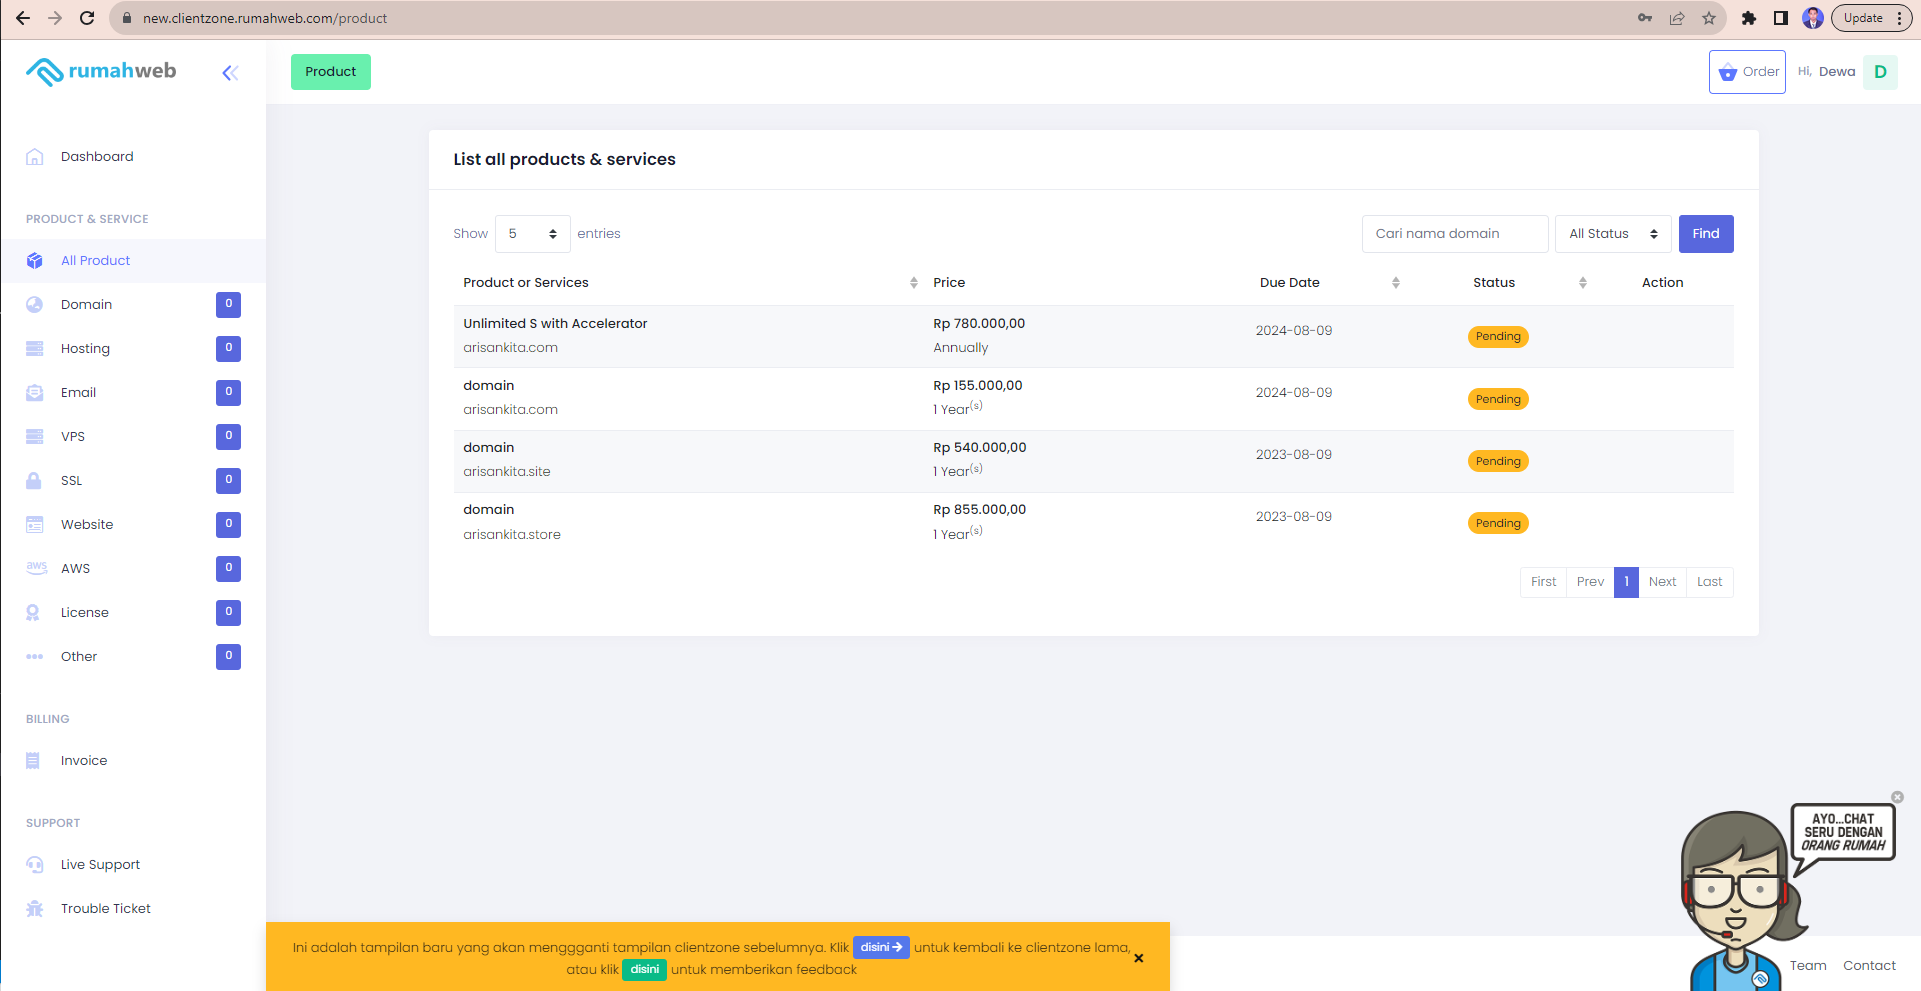 new.clientzone.rumahweb.com/product
Update
rumahweb
Product
Order
Hi, Dewa
D
Dashboard
PRODUCT & SERVICE
All Product
Domain 0
Hosting 0
Email 0
VPS 0
SSL 0
Website 0
aws AWS 0
License 0
Other 0
BILLING
Invoice
SUPPORT
Live Support
Trouble Ticket
List all products & services
Show 5 entries
Cari nama domain
All Status
Find
Product or Services Price Due Date Status Action
Unlimited S with Accelerator Rp 780.000,00 2024-08-09 Pending
arisankita.com Annually
domain Rp 155.000,00 2024-08-09 Pending
arisankita.com 1 Year(s)
domain Rp 540.000,00 2023-08-09 Pending
arisankita.site 1 Year(s)
domain Rp 855.000,00 2023-08-09 Pending
arisankita.store 1 Year(s)
First Prev 1 Next Last
AYO...CHAT
SERU DENGAN
ORANG RUMAH
Ini adalah tampilan baru yang akan menggganti tampilan clientzone sebelumnya. Klik disini → untuk kembali ke clientzone lama,
atau klik disini untuk memberikan feedback
Team Contact